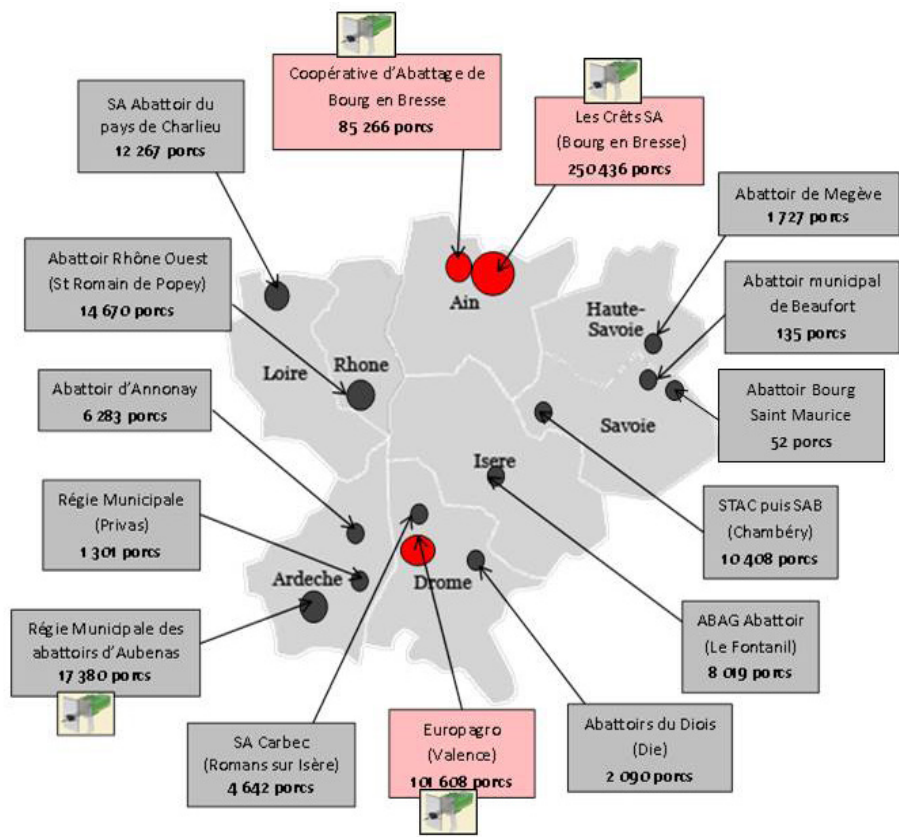 Coopérative d'Abattage de
Bourg en Bresse
85 266 porcs
Les Crêts SA
(Bourg en Bresse)
250 436 porcs
SA Abattoir du
pays de Charlieu
12 267 porcs
Abattoir de Megève
1 727 porcs
Abattoir Rhône Ouest
(St Romain de Popey)
14 670 porcs
Abattoir municipal
de Beaufort
135 porcs
Abattoir d'Annonay
6 283 porcs
Abattoir Bourg
Saint Maurice
52 porcs
Régie Municipale
(Privas)
1 301 porcs
STAC puis SAB
(Chambéry)
10 408 porcs
Régie Municipale des
abattoirs d'Aubenas
17 380 porcs
ABAG Abattoir
(Le Fontanil)
8 019 porcs
SA Carbec
(Romans sur Isère)
4 642 porcs
Europagro
(Valence)
101 608 porcs
Abattoirs du Diois
(Die)
2 090 porcs
Ain
Haute-
Savoie
Loire
Rhone
Savoie
Isere
Ardeche
Drome